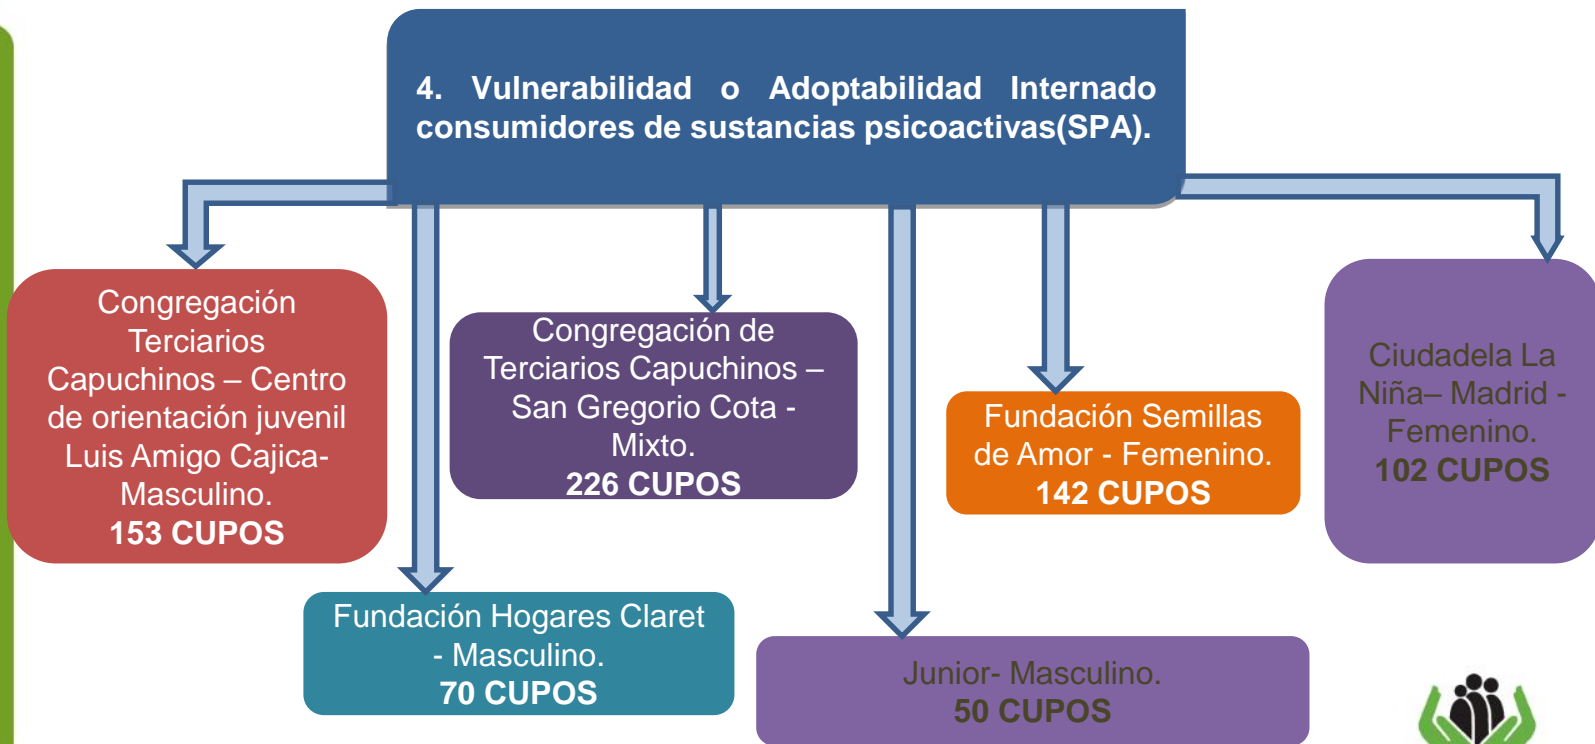 4. Vulnerabilidad o Adoptabilidad Internado
consumidores de sustancias psicoactivas(SPA).
Congregación
Terciarios
Capuchinos – Centro
de orientación juvenil
Luis Amigo Cajica-
Masculino.
153 CUPOS
Congregación de
Terciarios Capuchinos –
San Gregorio Cota -
Mixto.
226 CUPOS
Fundación Semillas
de Amor - Femenino.
142 CUPOS
Ciudadela La
Niña– Madrid -
Femenino.
102 CUPOS
Fundación Hogares Claret
- Masculino.
70 CUPOS
Junior- Masculino.
50 CUPOS